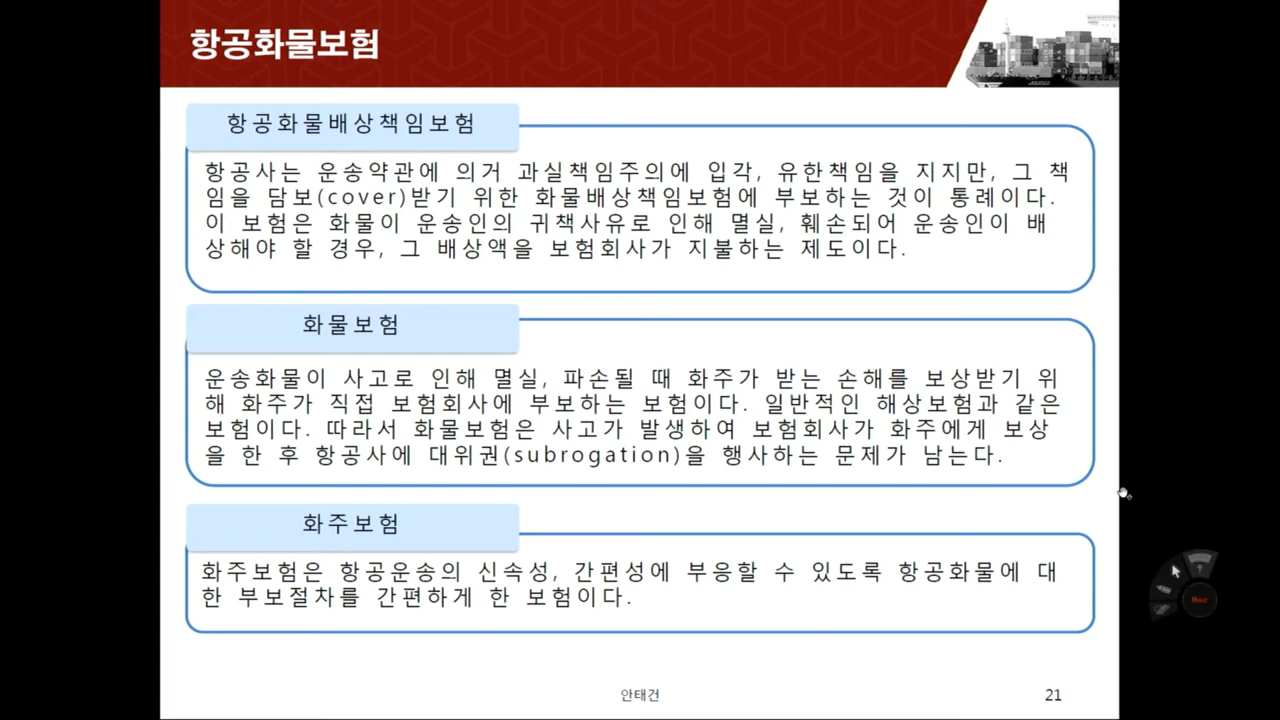 항공화물보험
항공화물배상책임보험
항공사는 운송약관에 의거 과실책임주의에 입각, 유한책임을 지지만, 그 책
임을 담보(cover)받기 위한 화물배상책임보험에 부보하는 것이 통례이다.
이 보험은 화물이 운송인의 귀책사유로 인해 멸실, 훼손되어 운송인이 배
상해야 할 경우, 그 배상액을 보험회사가 지불하는 제도이다.
화물보험
운송화물이 사고로 인해 멸실, 파손될 때 화주가 받는 손해를 보상받기 위
해 화주가 직접 보험회사에 부보하는 보험이다. 일반적인 해상보험과 같은
보험이다. 따라서 화물보험은 사고가 발생하여 보험회사가 화주에게 보상
을 한 후 항공사에 대위권(subrogation)을 행사하는 문제가 남는다.
화주보험
화주보험은 항공운송의 신속성, 간편성에 부응할 수 있도록 항공화물에 대
한 부보절차를 간편하게 한 보험이다.
안태건
21
Rec